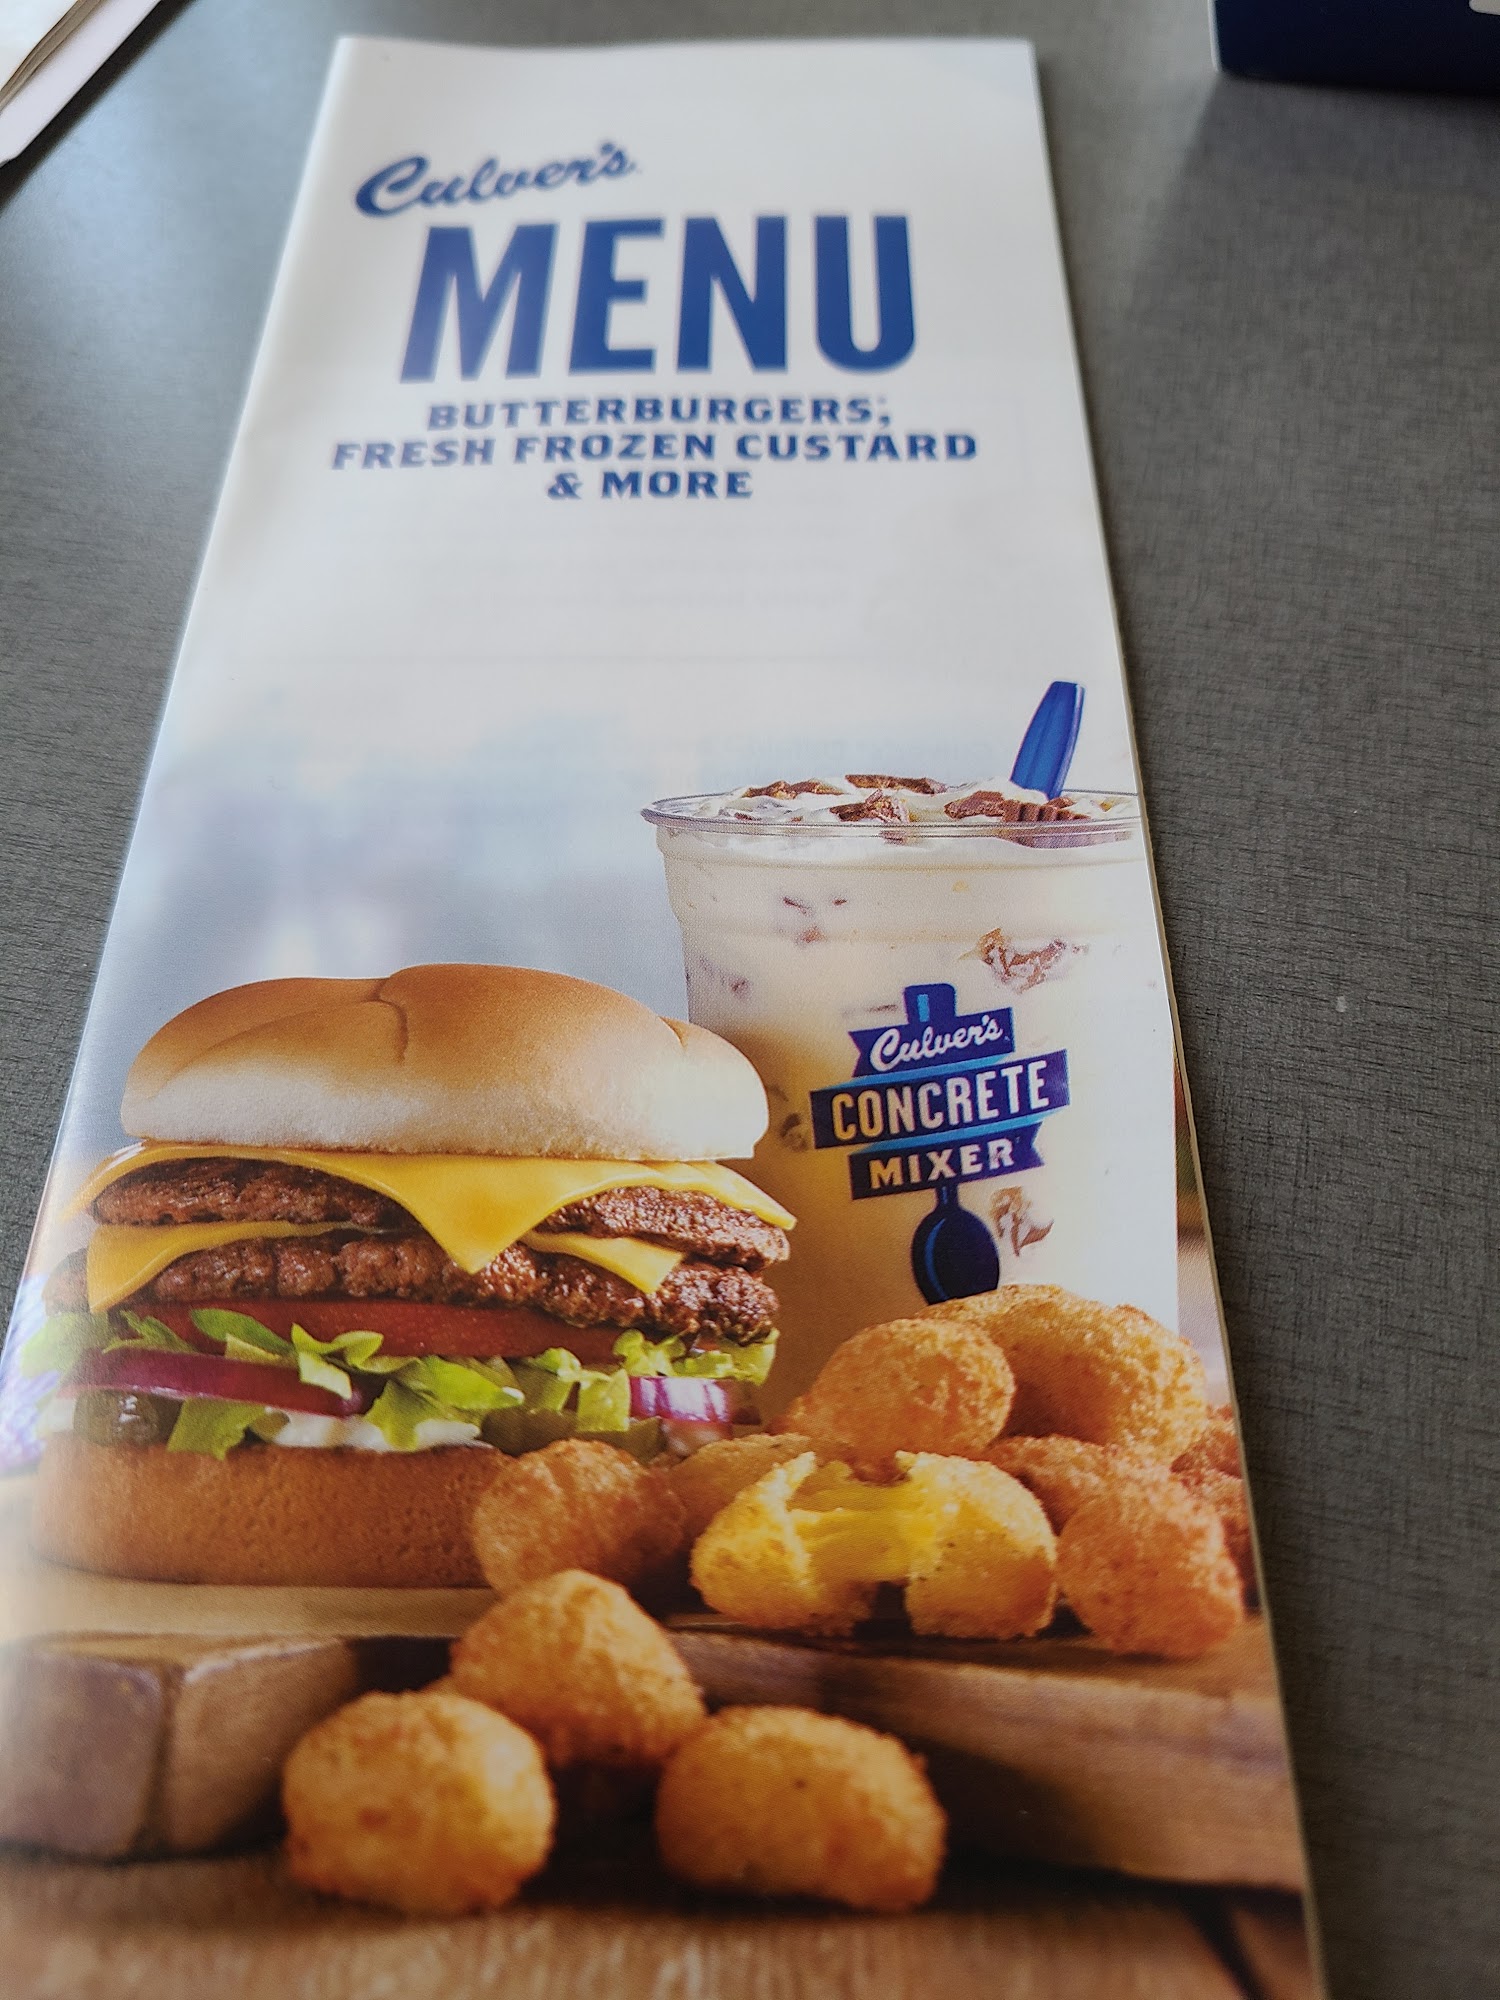 Culver's
MENU
BUTTERBURGERS,
FRESH FROZEN CUSTARD
& MORE
Culver's
CONCRETE
MIXER